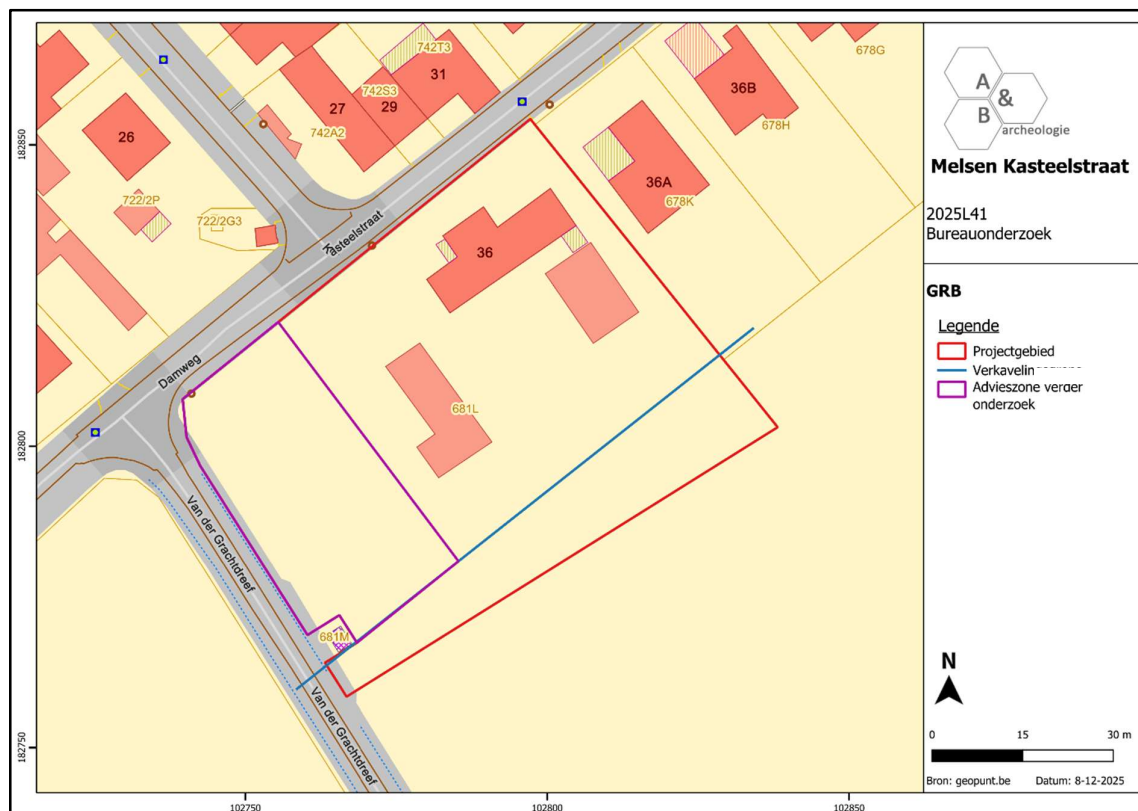 742T3
678G
31
36B
742S3
27
29
742A2
678H
26
36A
678K
722/2P
722/2G3
Kasteelstraat
36
Damweg
681L
Van der Grachtdreef
681M
Van der Grachtdreef
182850
182800
182750
102750
102800
102850
A
&
B
archeologie
Melsen Kasteelstraat
2025L41
Bureauonderzoek
GRB
Legende
Projectgebied
Verkavelin
Advieszone
onderzoek
N
0 15 30 m
Bron: geopunt.be Datum: 8-12-2025